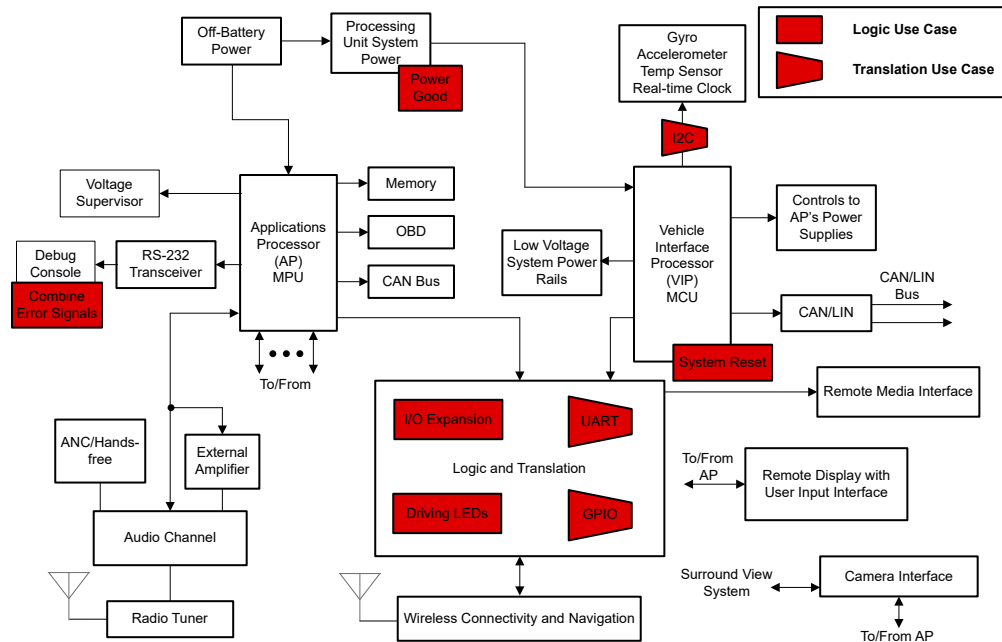 Off-Battery
Power
Processing
Unit System
Power
Power
Good
Gyro
Accelerometer
Temp Sensor
Real-time Clock
Logic Use Case
Translation Use Case
I2C
Voltage
Supervisor
Applications
Processor
(AP)
MPU
Memory
OBD
CAN Bus
Debug
Console
RS-232
Transceiver
Combine
Error Signals
Low Voltage
System Power
Rails
Vehicle
Interface
Processor
(VIP)
MCU
Controls to
AP's Power
Supplies
CAN/LIN
CAN/LIN
Bus
System Reset
To/From
I/O Expansion
UART
Logic and Translation
Driving LEDs
GPIO
Remote Media Interface
ANC/Hands-
free
External
Amplifier
To/From
AP
Remote Display with
User Input Interface
Audio Channel
Radio Tuner
Wireless Connectivity and Navigation
Surround View
System
Camera Interface
To/From AP